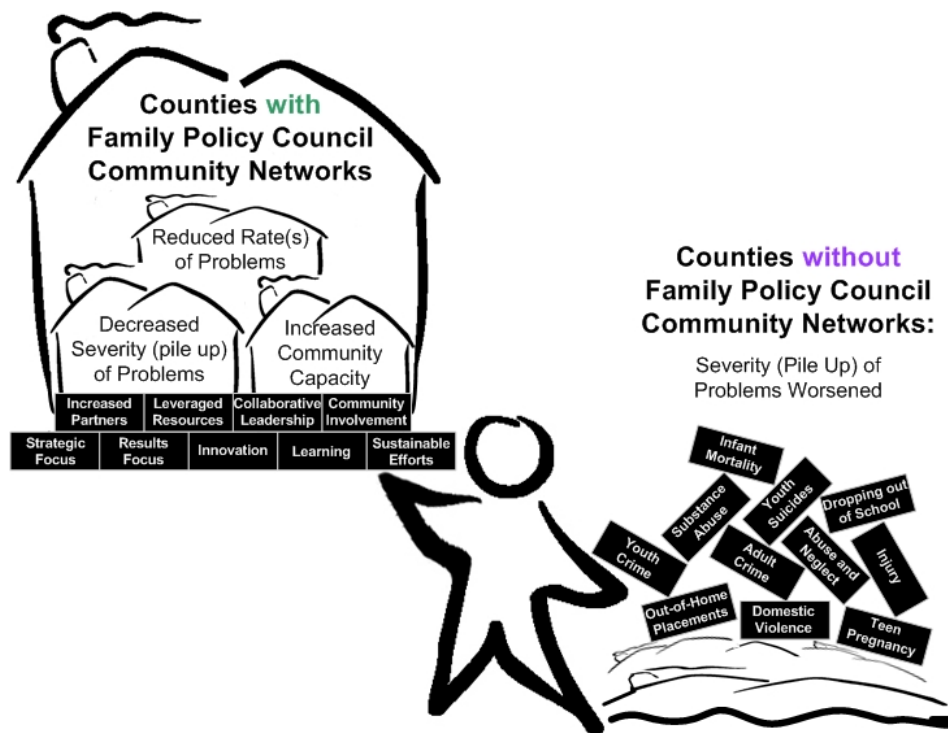 Counties with
Family Policy Council
Community Networks
Reduced Rate(s)
of Problems
Decreased
Severity (pile up)
of Problems
Increased
Community
Capacity
Increased
Partners
Leveraged
Resources
Collaborative
Leadership
Community
Involvement
Strategic
Focus
Results
Focus
Innovation
Learning
Sustainable
Efforts
Counties without
Family Policy Council
Community Networks:
Severity (Pile Up) of
Problems Worsened
Infant
Mortality
Substance
Abuse
Youth
Suicides
Dropping out
of School
Youth
Crime
Adult
Crime
Abuse and
Neglect
Injury
Out-of-Home
Placements
Domestic
Violence
Teen
Pregnancy